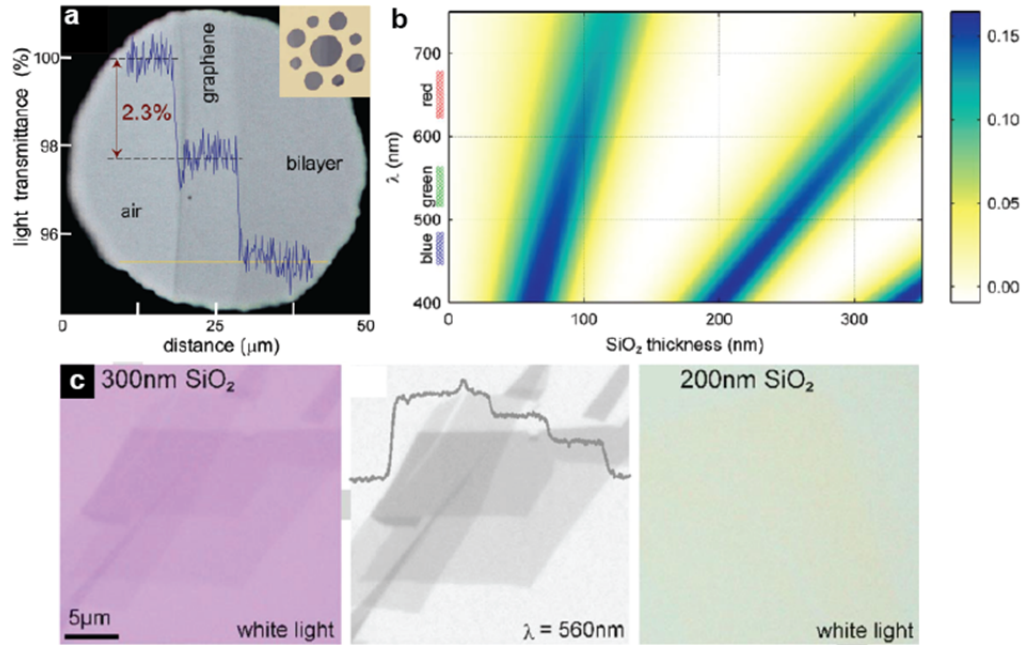 a
graphene
light transmittance (%)
100
98
96
2.3%
air
bilayer
0
25
50
distance (μm)
b
λ (nm)
700
600
500
400
red
green
blue
0
100
200
300
SiO₂ thickness (nm)
0.15
0.10
0.05
0.00
c
300nm SiO₂
5μm
white light
λ = 560nm
200nm SiO₂
white light